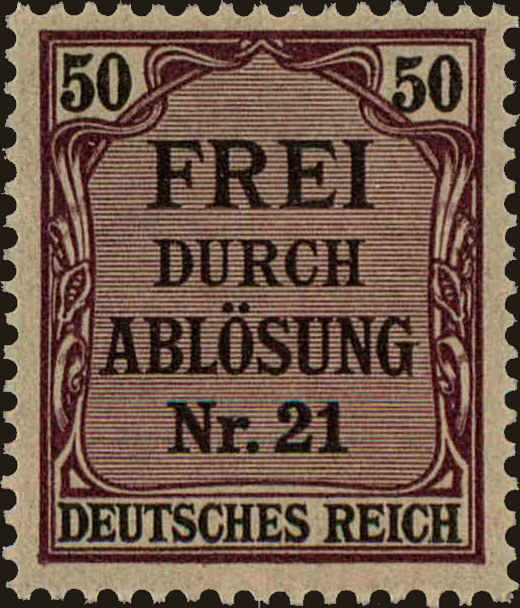 50 50
FREI
DURCH
ABLÖSUNG
Nr. 21
DEUTSCHES REICH